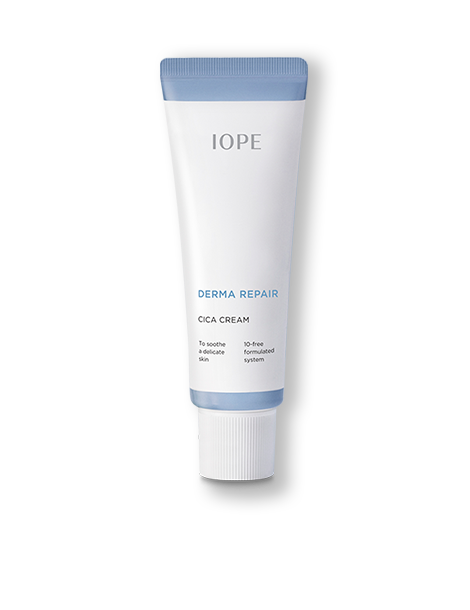 IOPE
DERMA REPAIR
CICA CREAM
To soothe
a delicate
skin
10-free
formulated
system